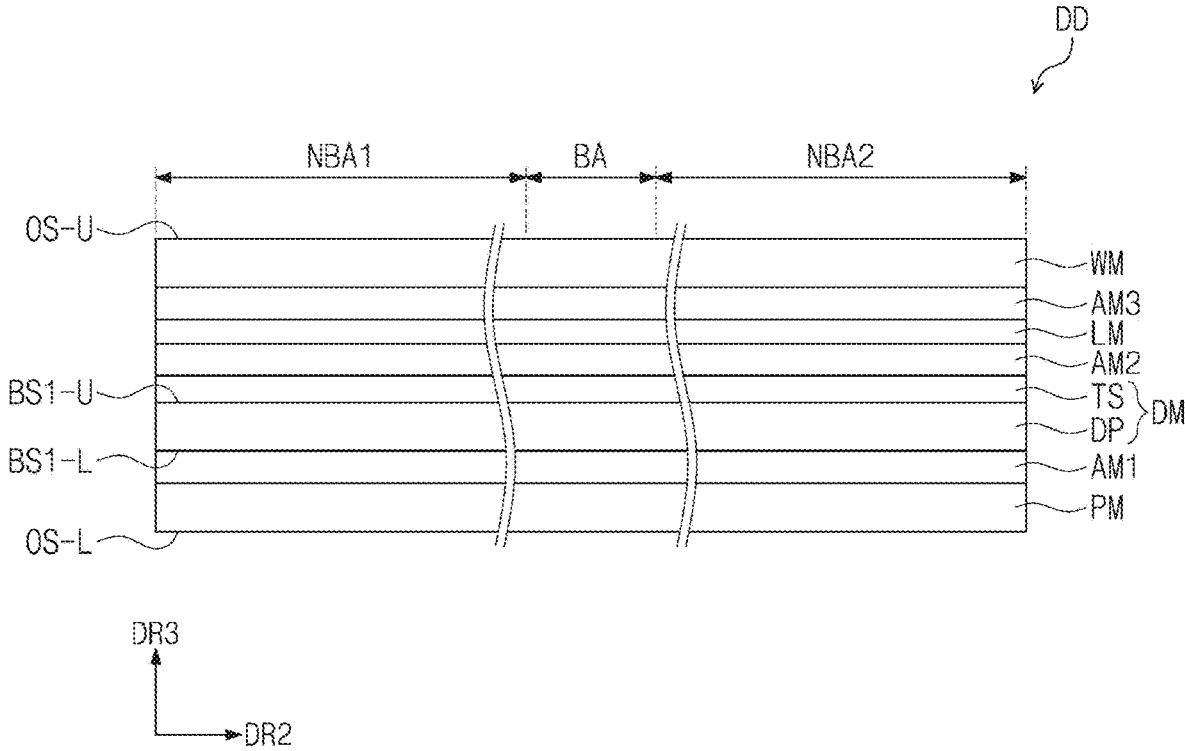 DD
NBA1 BA NBA2
OS-U
WM
AM3
LM
AM2
BS1-U
TS
DM
DP
BS1-L
AM1
PM
OS-L
DR3
DR2